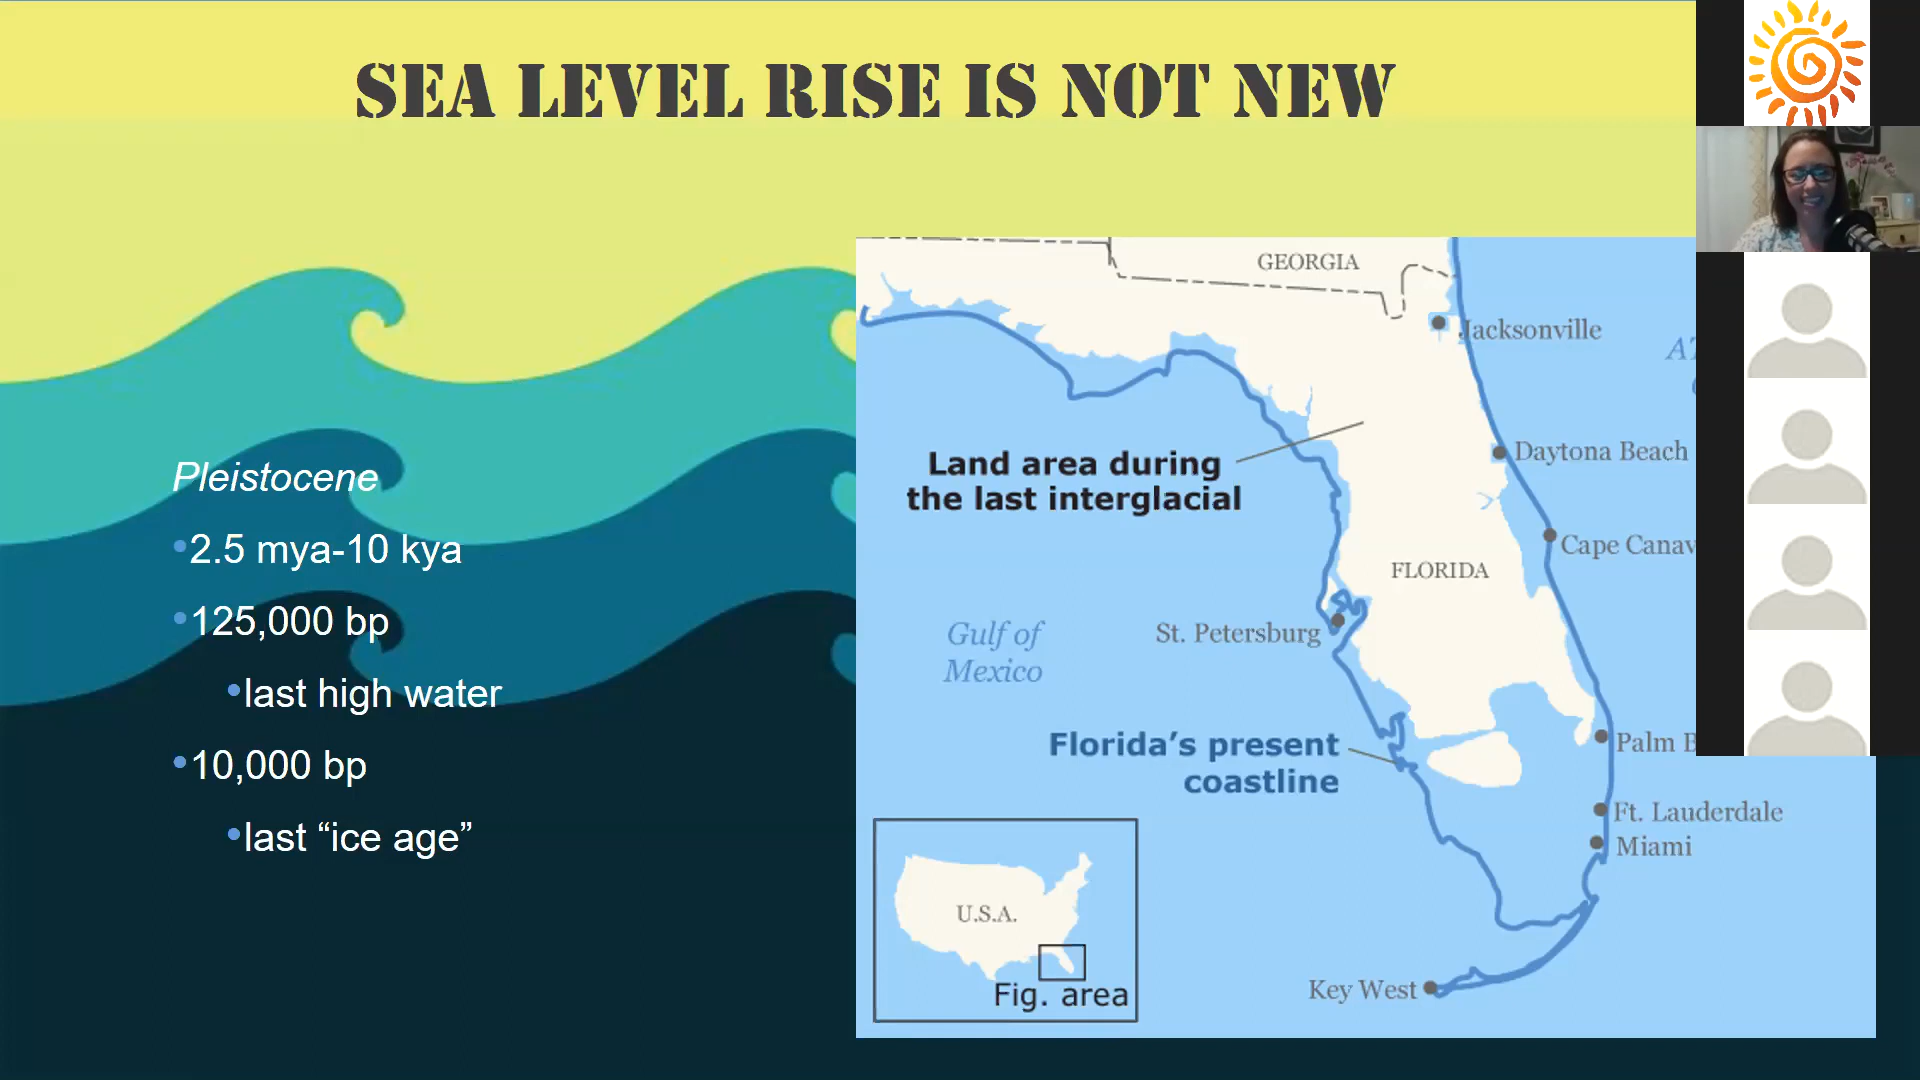 SEA LEVEL RISE IS NOT NEW
Pleistocene
•2.5 mya-10 kya
•125,000 bp
•last high water
•10,000 bp
•last “ice age”
GEORGIA
Jacksonville
Land area during
the last interglacial
Daytona Beach
Cape Canav
FLORIDA
Gulf of
Mexico
St. Petersburg
Florida’s present
coastline
Palm B
Ft. Lauderdale
Miami
U.S.A.
Fig. area
Key West